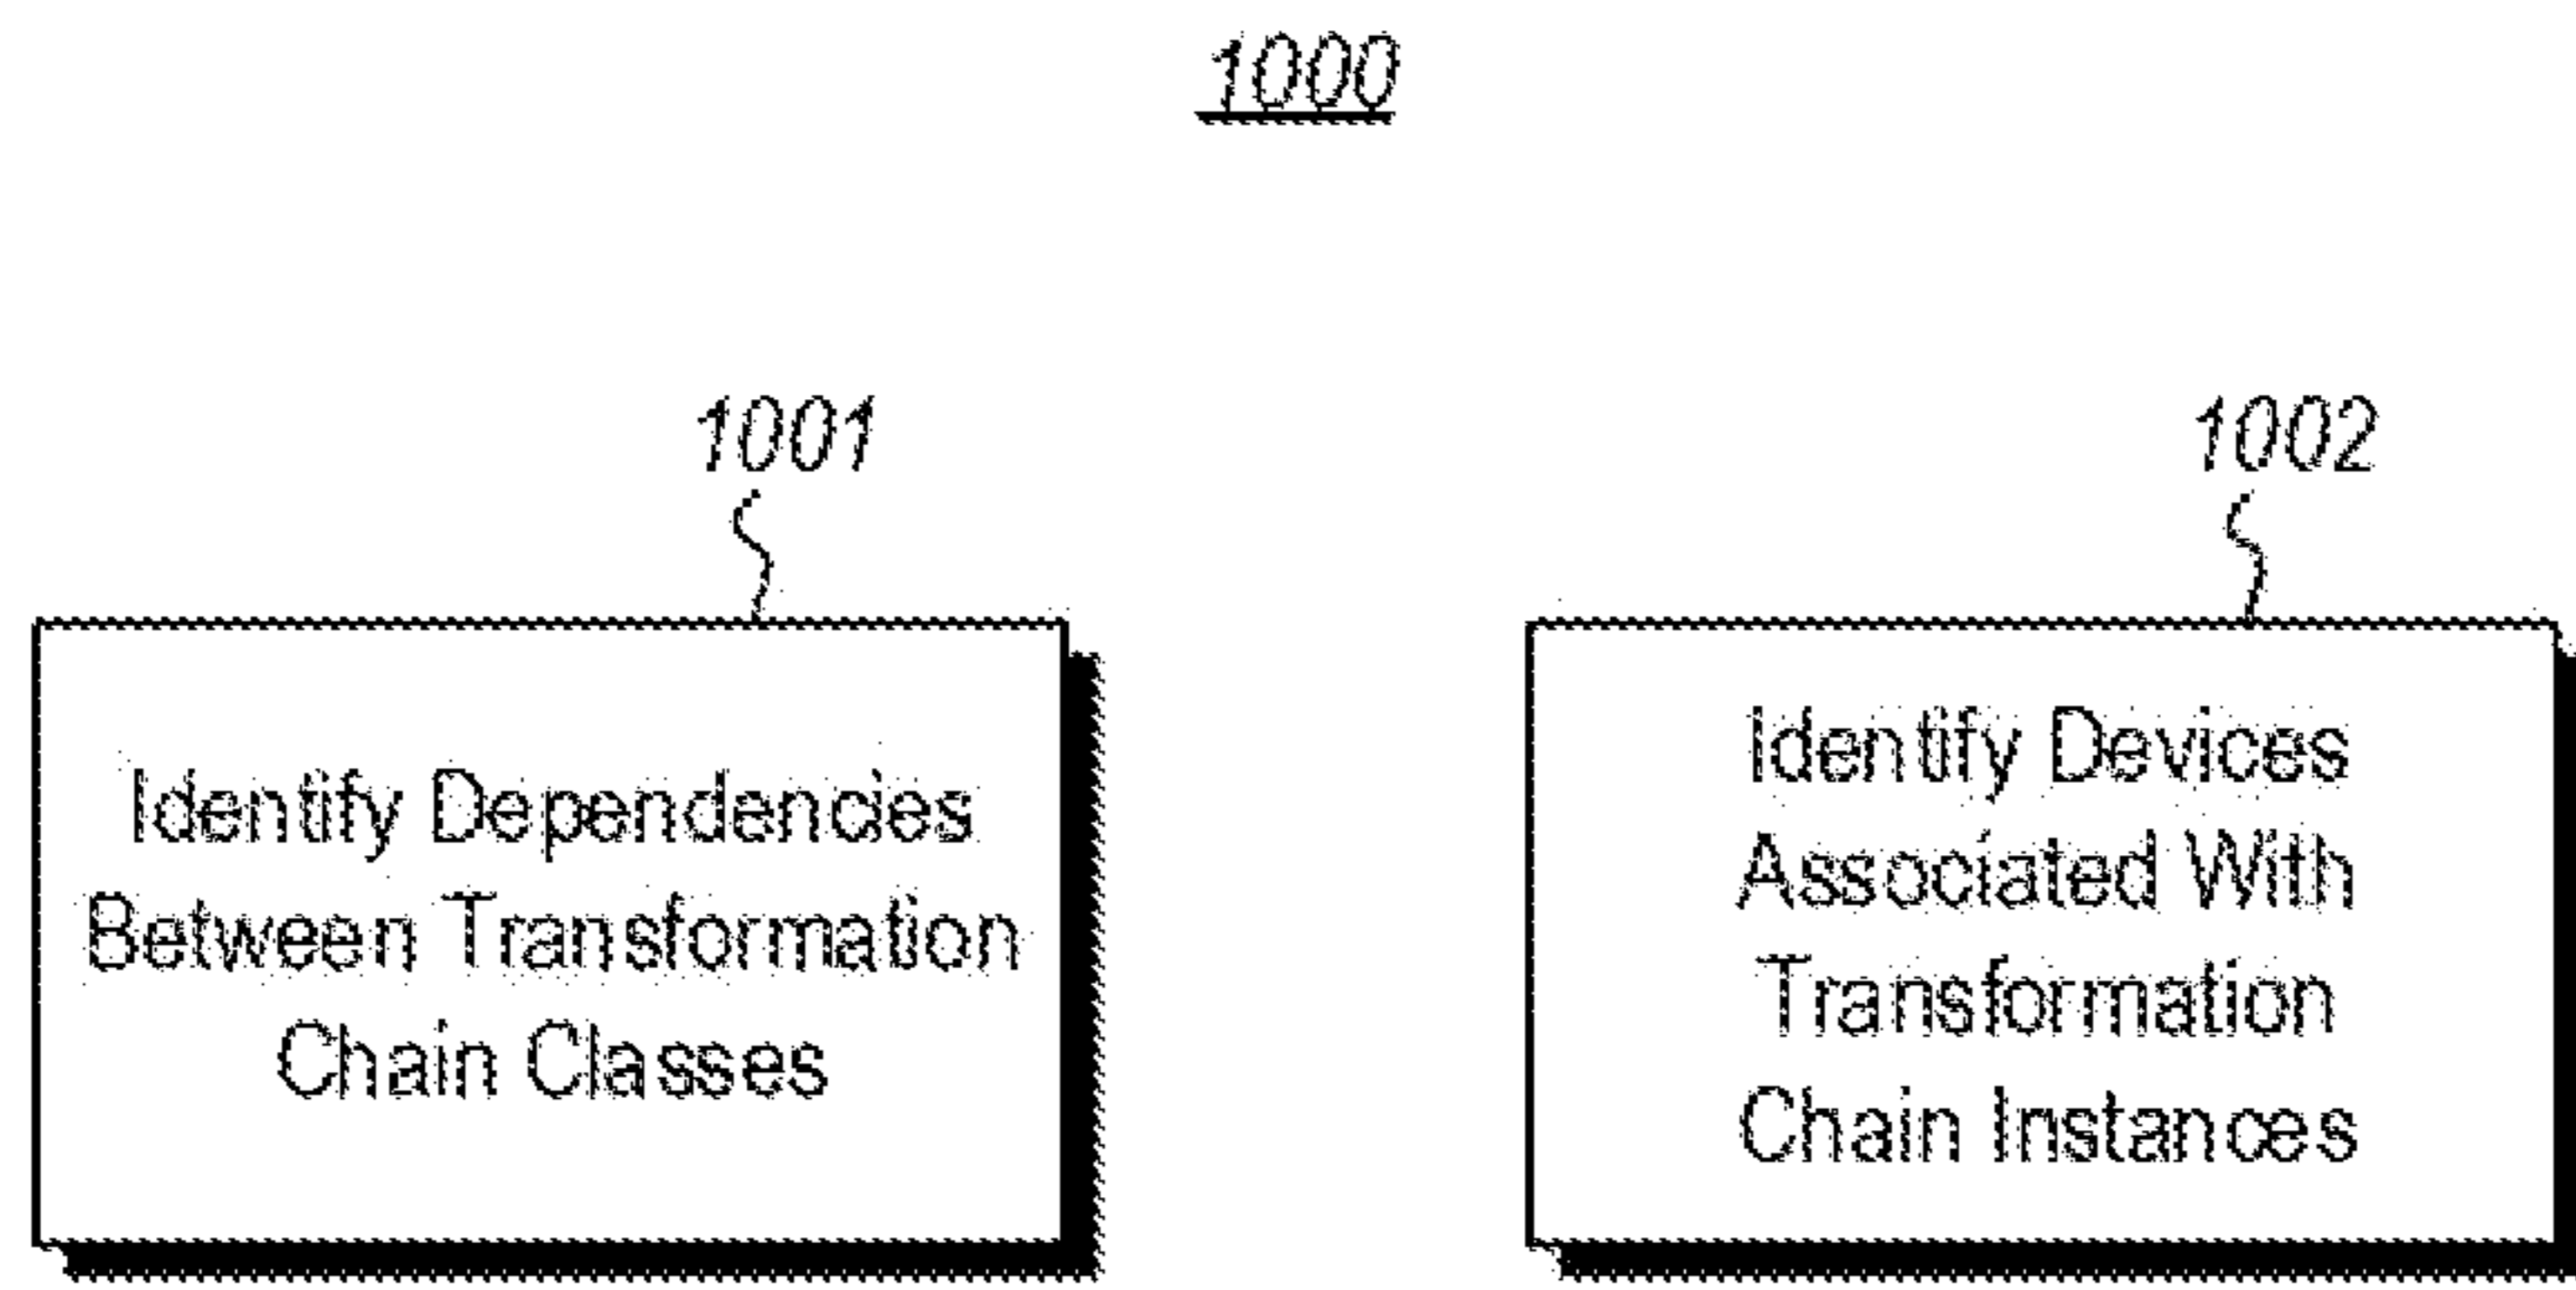 1000
1001
1002
Identify Dependencies
Between Transformation
Chain Classes
Identify Devices
Associated With
Transformation
Chain Instances